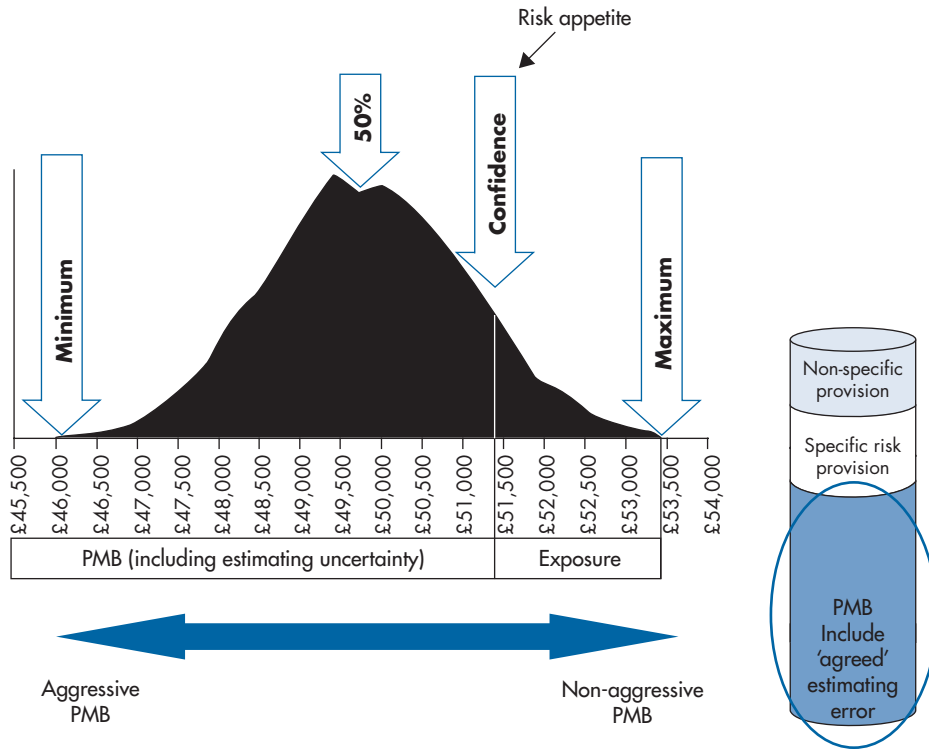 Risk appetite
Minimum
50%
Confidence
Maximum
£45,500
£46,000
£46,500
£47,000
£47,500
£48,000
£48,500
£49,000
£49,500
£50,000
£50,500
£51,000
£51,500
£52,000
£52,500
£53,000
£53,500
£54,000
PMB (including estimating uncertainty)
Exposure
Aggressive
PMB
Non-aggressive
PMB
Non-specific
provision
Specific risk
provision
PMB
Include
‘agreed’
estimating
error